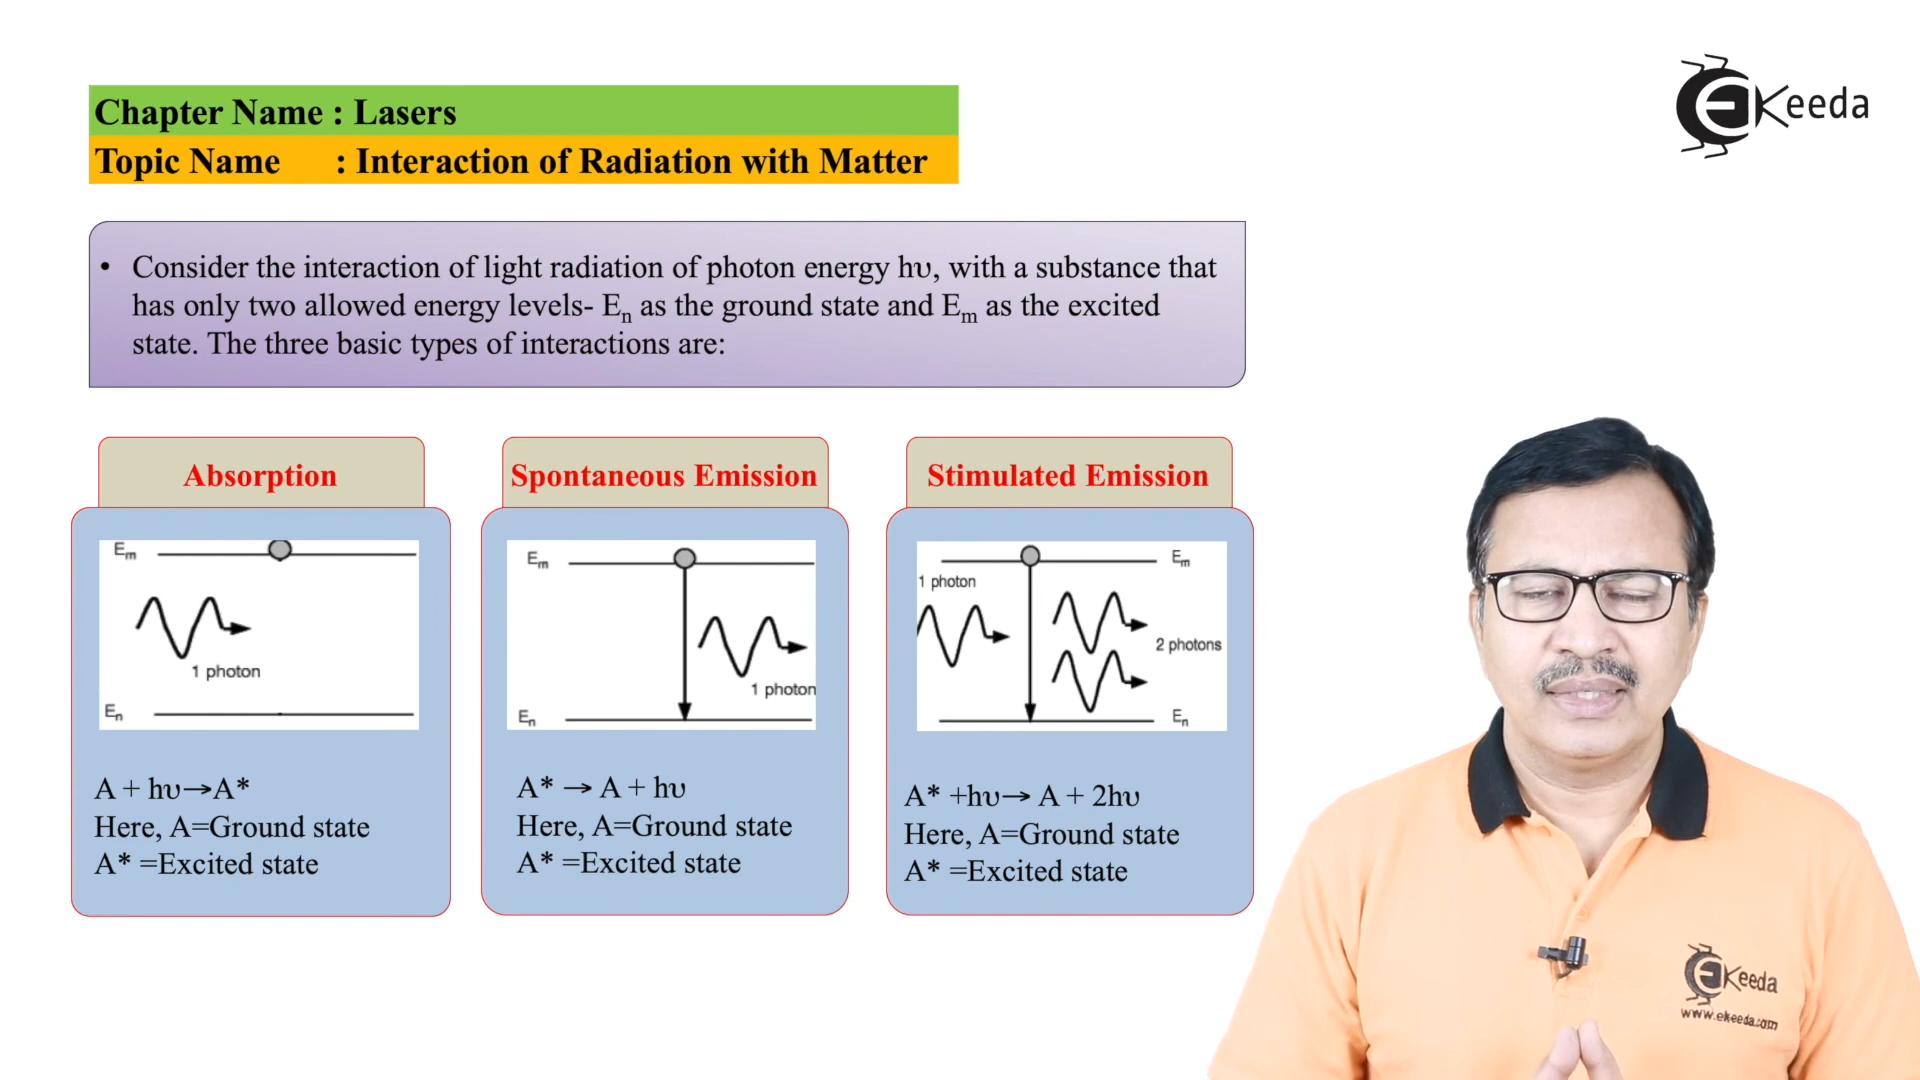 Chapter Name : Lasers
Topic Name : Interaction of Radiation with Matter
Keeda
• Consider the interaction of light radiation of photon energy hυ, with a substance that
has only two allowed energy levels- En as the ground state and Em as the excited
state. The three basic types of interactions are:
Absorption
Em
1 photon
En
A + hυ→A*
Here, A=Ground state
A* =Excited state
Spontaneous Emission
Em
1 photon
En
A* → A + hυ
Here, A=Ground state
A* =Excited state
Stimulated Emission
Em
1 photon
2 photons
En
A* +hυ→ A + 2hυ
Here, A=Ground state
A* =Excited state
Keeda
www.ekeeda.com